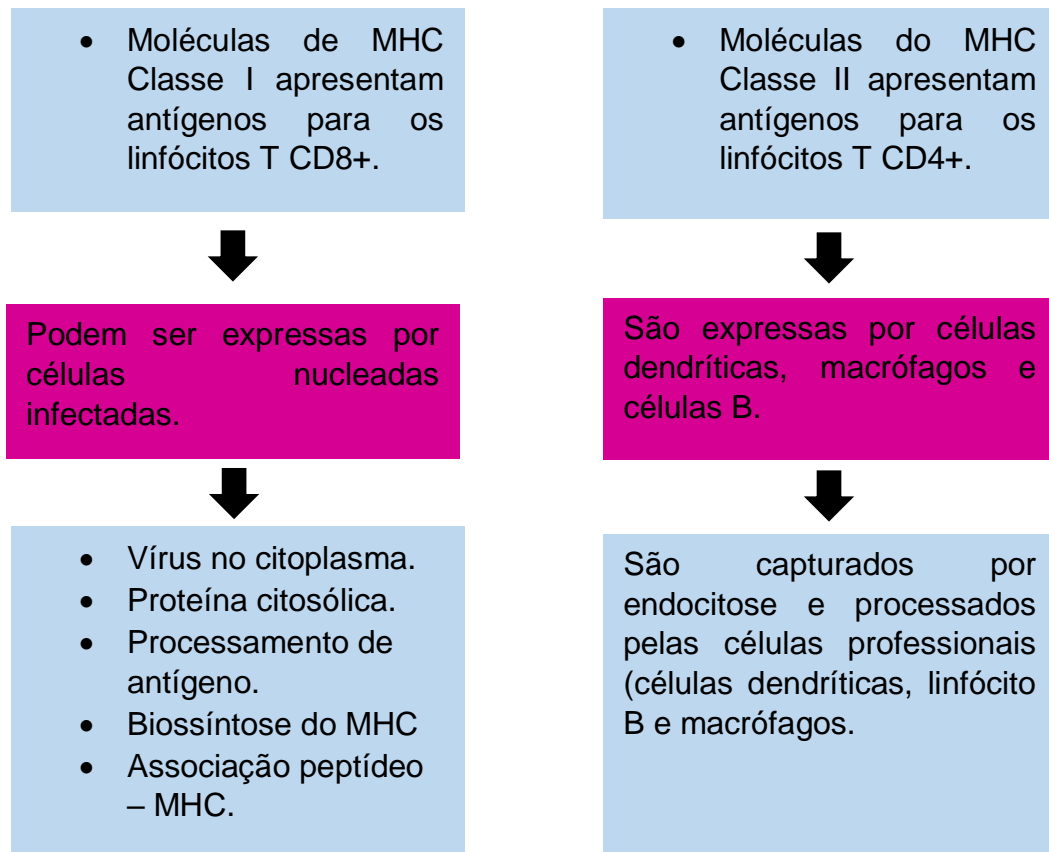 • Moléculas de MHC
Classe I apresentam
antígenos para os
linfócitos T CD8+.
Podem ser expressas por
células nucleadas
infectadas.
• Vírus no citoplasma.
• Proteína citosólica.
• Processamento de
antígeno.
• Biossíntese do MHC
• Associação peptídeo
– MHC.
• Moléculas do MHC
Classe II apresentam
antígenos para os
linfócitos T CD4+.
São expressas por células
dendríticas, macrófagos e
células B.
São capturados por
endocitose e processados
pelas células professionais
(células dendríticas, linfócito
B e macrófagos.